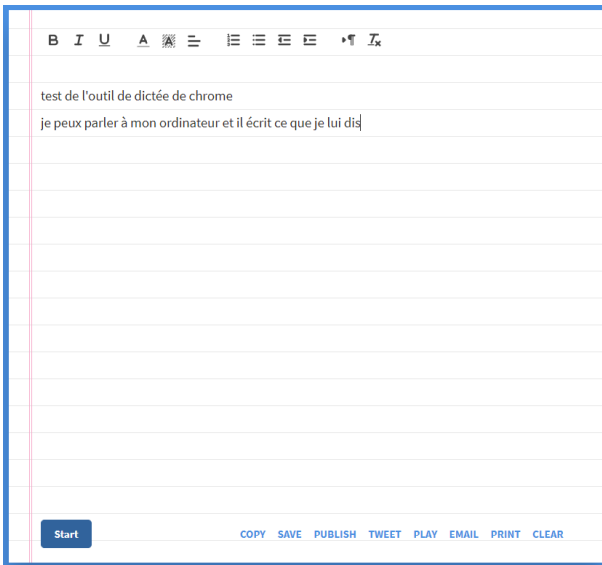 B I U A A
test de l'outil de dictée de chrome
je peux parler à mon ordinateur et il écrit ce que je lui dis
Start COPY SAVE PUBLISH TWEET PLAY EMAIL PRINT CLEAR